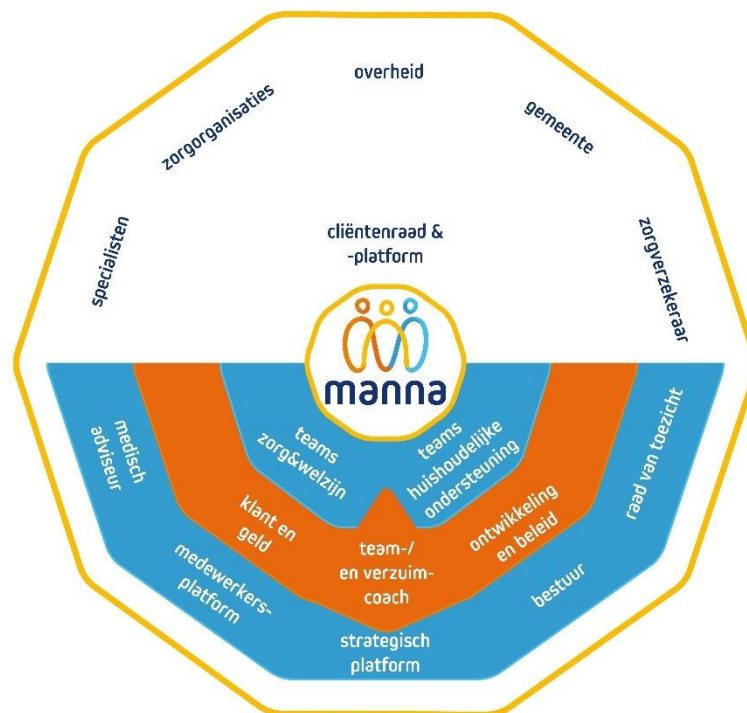 overheid
zorgorganisaties
gemeente
specialisten
cliëntenraad &
-platform
zorgverzekeraar
manna
medisch
adviseur
teams
zorg&welzijn
teams
huishoudelijke
ondersteuning
raad van toezicht
klant en
geld
team-/
en verzuim-
coach
ontwikkeling
en beleid
medewerkers-
platform
bestuur
strategisch
platform